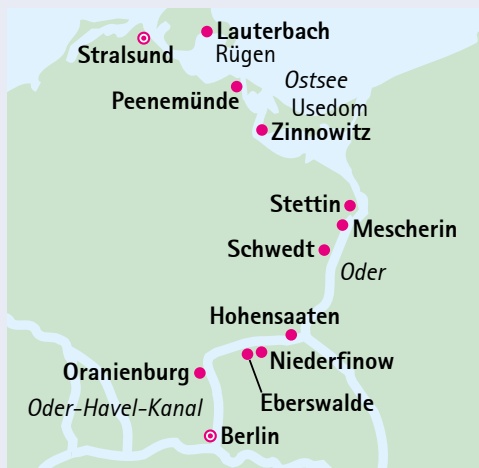 Lauterbach
Rügen
Stralsund
Ostsee
Peenemünde
Usedom
Zinnowitz
Stettin
Mescherin
Schwedt
Oder
Hohensaaten
Niederfinow
Oranienburg
Eberswalde
Oder-Havel-Kanal
Berlin